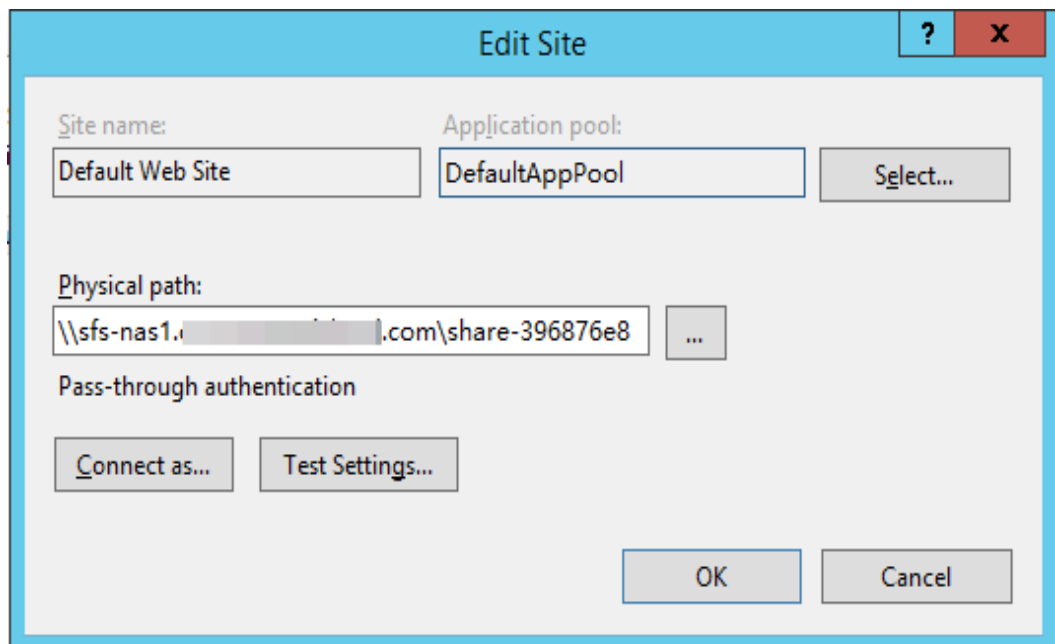 Edit Site
?
x
Site name:
Application pool:
Default Web Site
DefaultAppPool
Select...
Physical path:
\\sfs-nas1. .com\share-396876e8
...
Pass-through authentication
Connect as...
Test Settings...
OK
Cancel